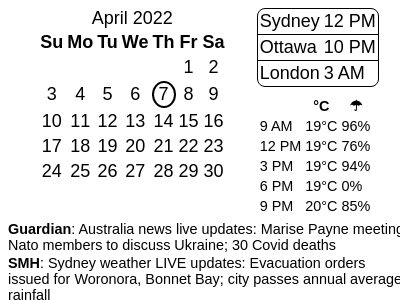 April 2022
Su Mo Tu We Th Fr Sa
1 2
3 4 5 6 7 8 9
10 11 12 13 14 15 16
17 18 19 20 21 22 23
24 25 26 27 28 29 30
Sydney 12 PM
Ottawa 10 PM
London 3 AM
°C ☂
9 AM 19°C 96%
12 PM 19°C 76%
3 PM 19°C 94%
6 PM 19°C 0%
9 PM 20°C 85%
Guardian: Australia news live updates: Marise Payne meeting
Nato members to discuss Ukraine; 30 Covid deaths
SMH: Sydney weather LIVE updates: Evacuation orders
issued for Woronora, Bonnet Bay; city passes annual average
rainfall